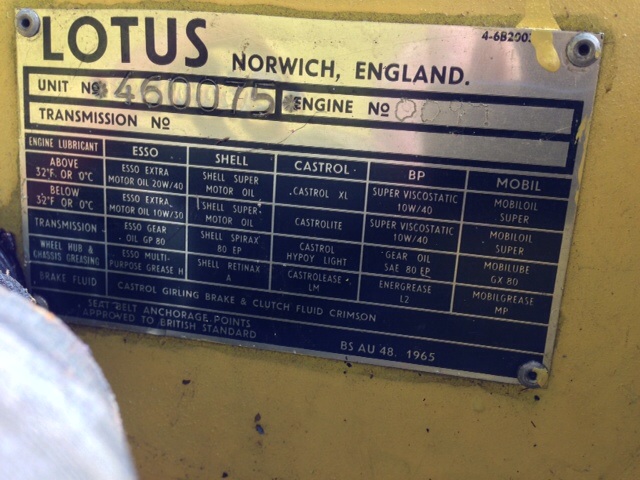 4-6B200
LOTUS NORWICH, ENGLAND.
UNIT Nº *460075* ENGINE Nº
TRANSMISSION Nº
ENGINE LUBRICANT ESSO SHELL CASTROL BP MOBIL
ABOVE 32°F. OR 0°C ESSO EXTRA MOTOR OIL 20W/40 SHELL SUPER MOTOR OIL CASTROL XL SUPER VISCOSTATIC 10W/40 MOBILOIL SUPER
BELOW 32°F. OR 0°C ESSO EXTRA MOTOR OIL 10W/30 SHELL SUPER MOTOR OIL CASTROLITE SUPER VISCOSTATIC 10W/40 MOBILOIL SUPER
TRANSMISSION ESSO GEAR OIL GP 80 SHELL SPIRAX 80 EP CASTROL HYPOY LIGHT GEAR OIL SAE 80 EP MOBILUBE GX 80
WHEEL HUB & CHASSIS GREASING ESSO MULTI-PURPOSE GREASE H SHELL RETINAX A CASTROLEASE LM ENERGREASE L2 MOBILGREASE MP
BRAKE FLUID CASTROL GIRLING BRAKE & CLUTCH FLUID CRIMSON
SEAT BELT ANCHORAGE POINTS
APPROVED TO BRITISH STANDARD BS AU 48. 1965